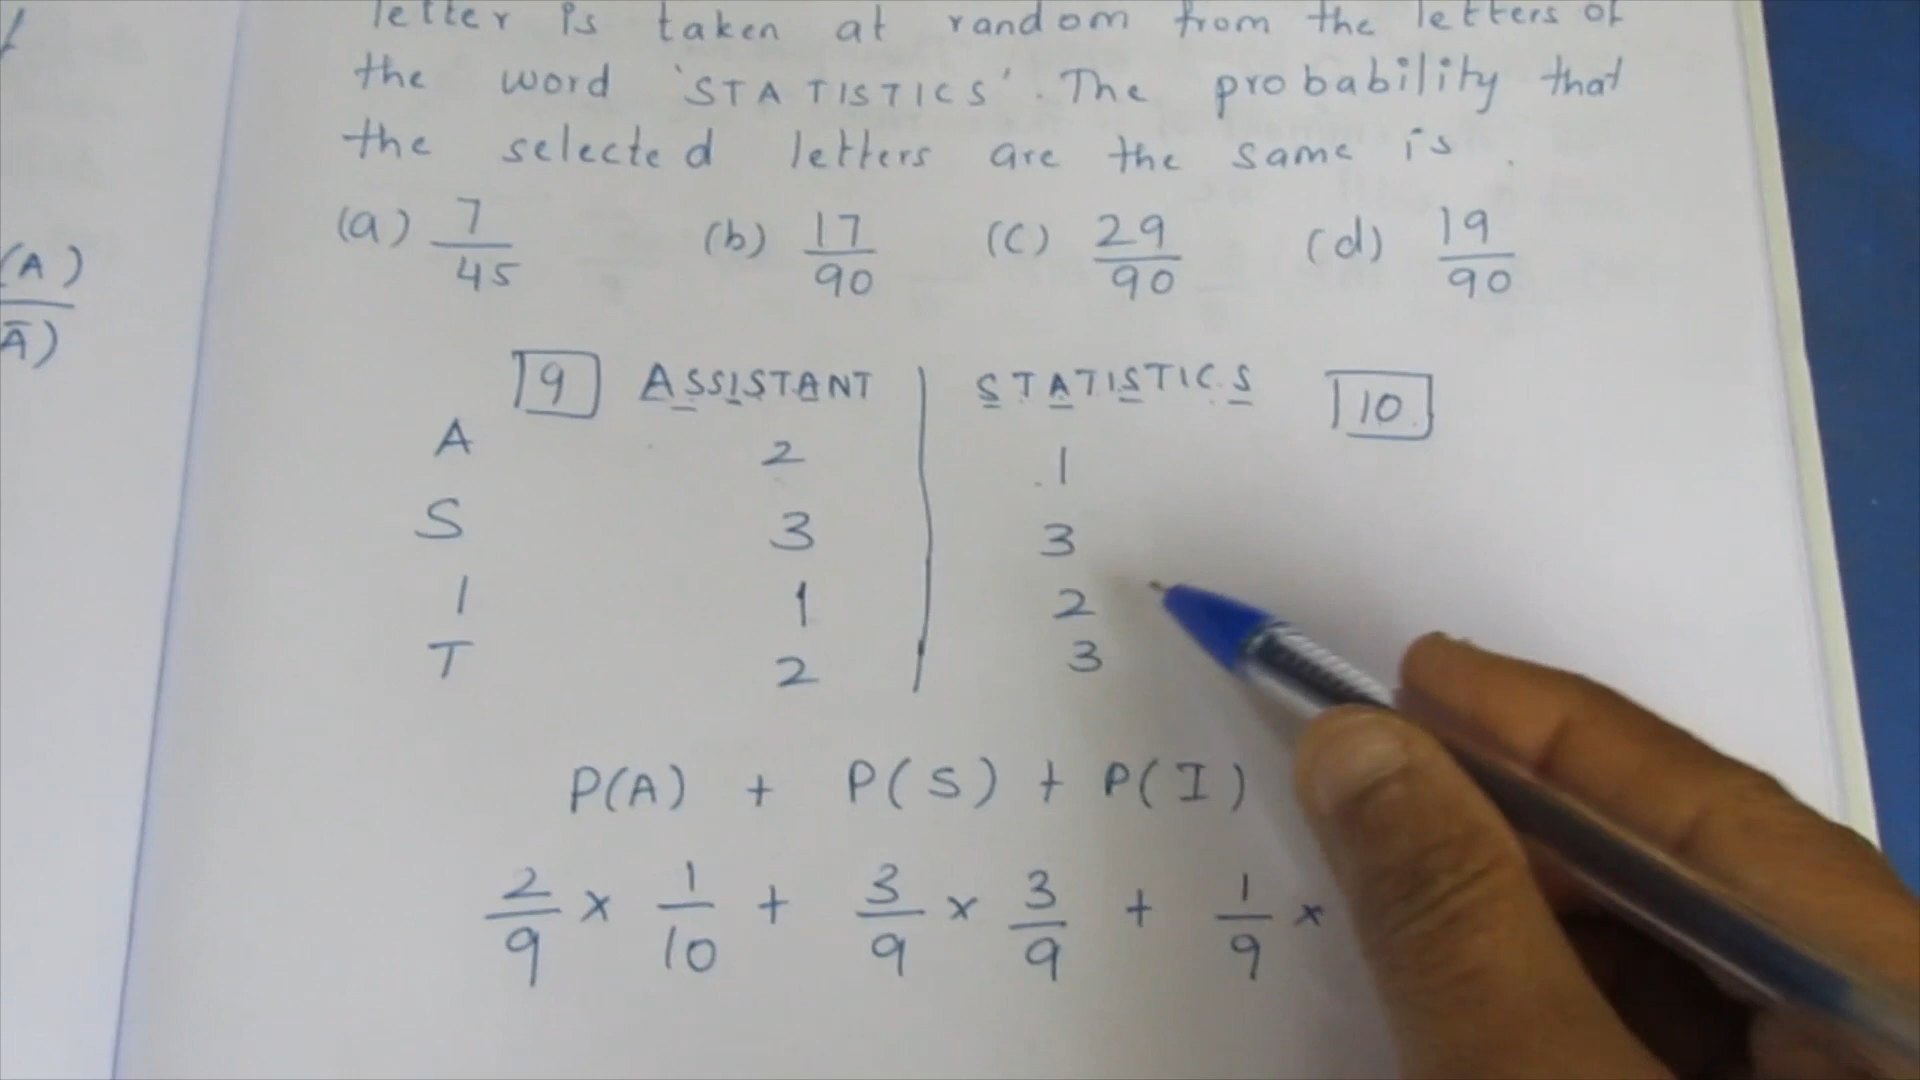 letter is taken at random from the letters of
the word 'STATISTICS'. The probability that
the selected letters are the same is .
(a) 7/45 (b) 17/90 (c) 29/90 (d) 19/90
(A)
Ā)
9 ASSISTANT STATISTICS 10
A 2 1
S 3 3
I 1 2
T 2 3
P(A) + P(S) + P(I)
2/9 × 1/10 + 3/9 × 3/9 + 1/9 ×